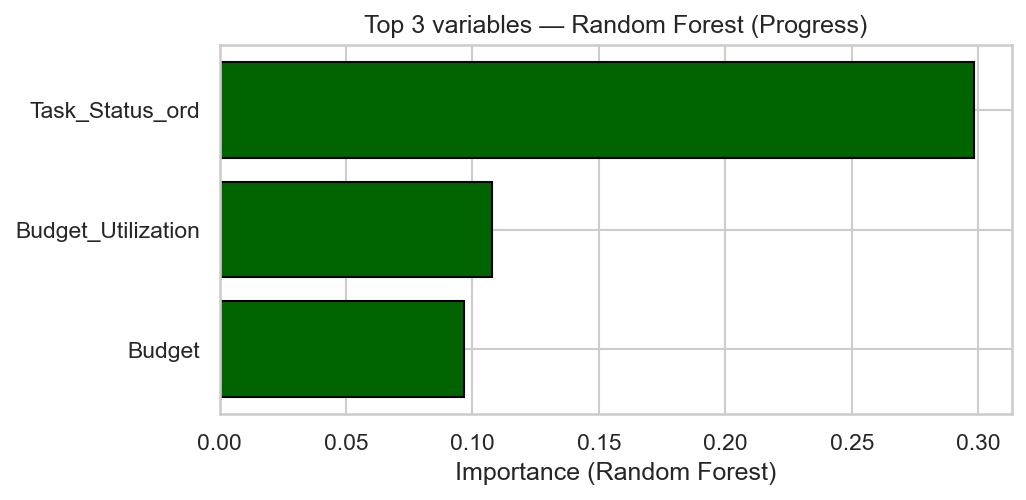 Top 3 variables — Random Forest (Progress)
Task_Status_ord
Budget_Utilization
Budget
0.00 0.05 0.10 0.15 0.20 0.25 0.30
Importance (Random Forest)